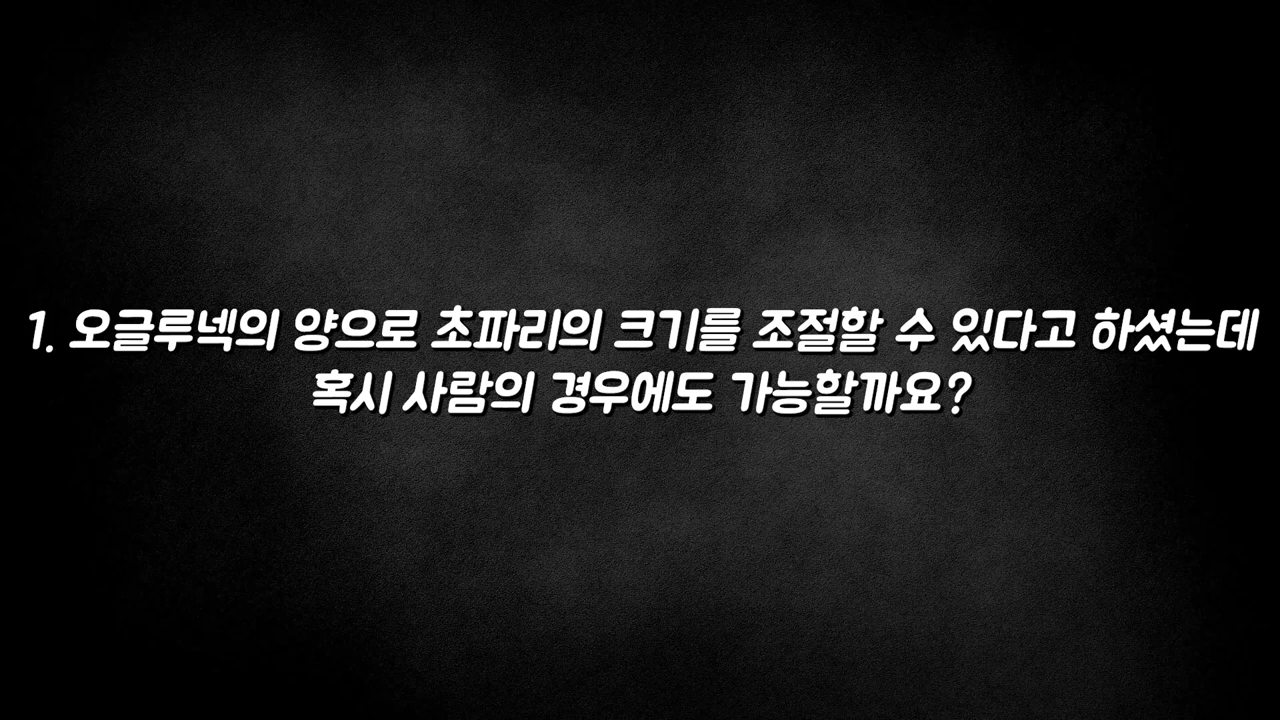 1. 오글루넥의 양으로 초파리의 크기를 조절할 수 있다고 하셨는데
혹시 사람의 경우에도 가능할까요?